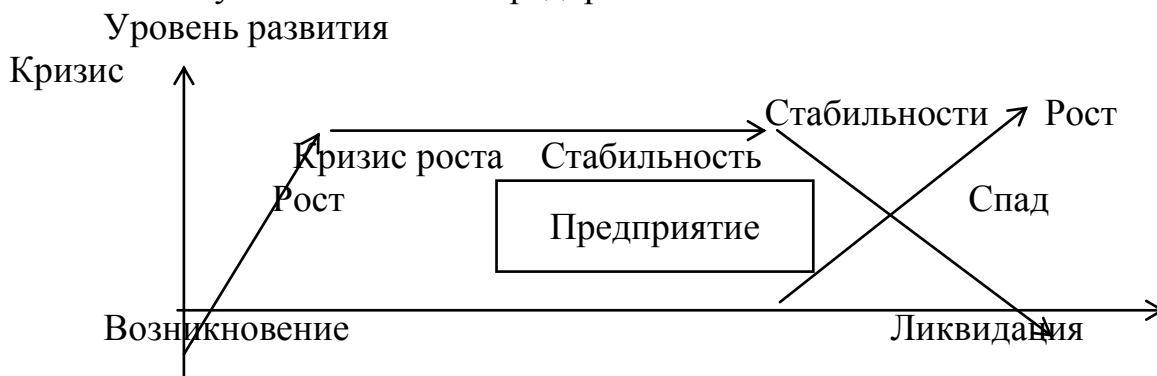 Уровень развития
Кризис
Стабильности Рост
Кризис роста Стабильность
Рост
Спад
Предприятие
Возникновение Ликвидация